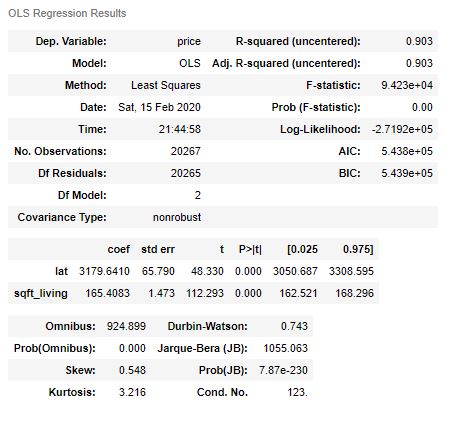 OLS Regression Results
Dep. Variable: price R-squared (uncentered): 0.903
Model: OLS Adj. R-squared (uncentered): 0.903
Method: Least Squares F-statistic: 9.423e+04
Date: Sat, 15 Feb 2020 Prob (F-statistic): 0.00
Time: 21:44:58 Log-Likelihood: -2.7192e+05
No. Observations: 20267 AIC: 5.438e+05
Df Residuals: 20265 BIC: 5.439e+05
Df Model: 2
Covariance Type: nonrobust
coef std err t P>|t| [0.025 0.975]
lat 3179.6410 65.790 48.330 0.000 3050.687 3308.595
sqft_living 165.4083 1.473 112.293 0.000 162.521 168.296
Omnibus: 924.899 Durbin-Watson: 0.743
Prob(Omnibus): 0.000 Jarque-Bera (JB): 1055.063
Skew: 0.548 Prob(JB): 7.87e-230
Kurtosis: 3.216 Cond. No. 123.